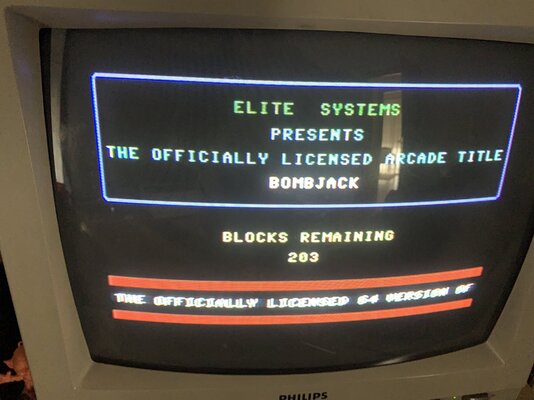 ELITE SYSTEMS
PRESENTS
THE OFFICIALLY LICENSED ARCADE TITLE
BOMBJACK
BLOCKS REMAINING
203
THE OFFICIALLY LICENSED 64 VERSION OF
PHILIPS